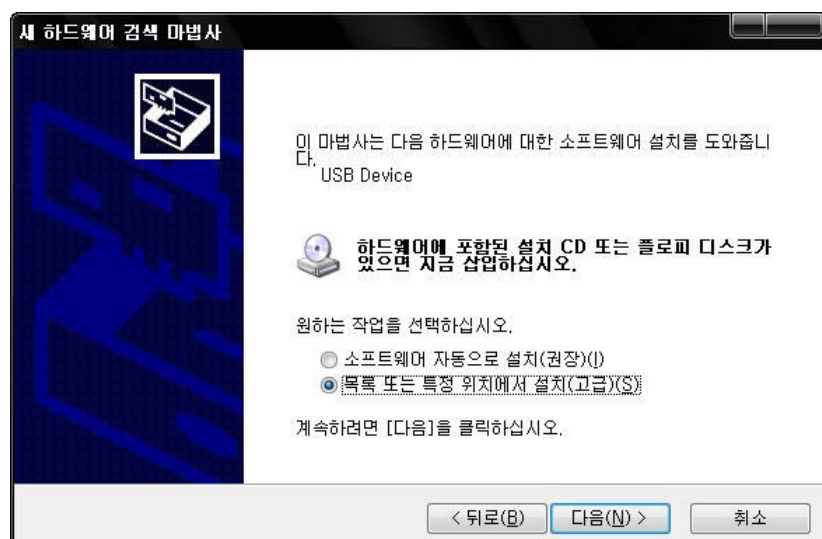 새 하드웨어 검색 마법사
이 마법사는 다음 하드웨어에 대한 소프트웨어 설치를 도와줍니
다.
USB Device
하드웨어에 포함된 설치 CD 또는 플로피 디스크가
있으면 지금 삽입하십시오.
원하는 작업을 선택하십시오.
소프트웨어 자동으로 설치(권장)(I)
목록 또는 특정 위치에서 설치(고급)(S)
계속하려면 [다음]을 클릭하십시오.
< 뒤로(B) 다음(N) > 취소